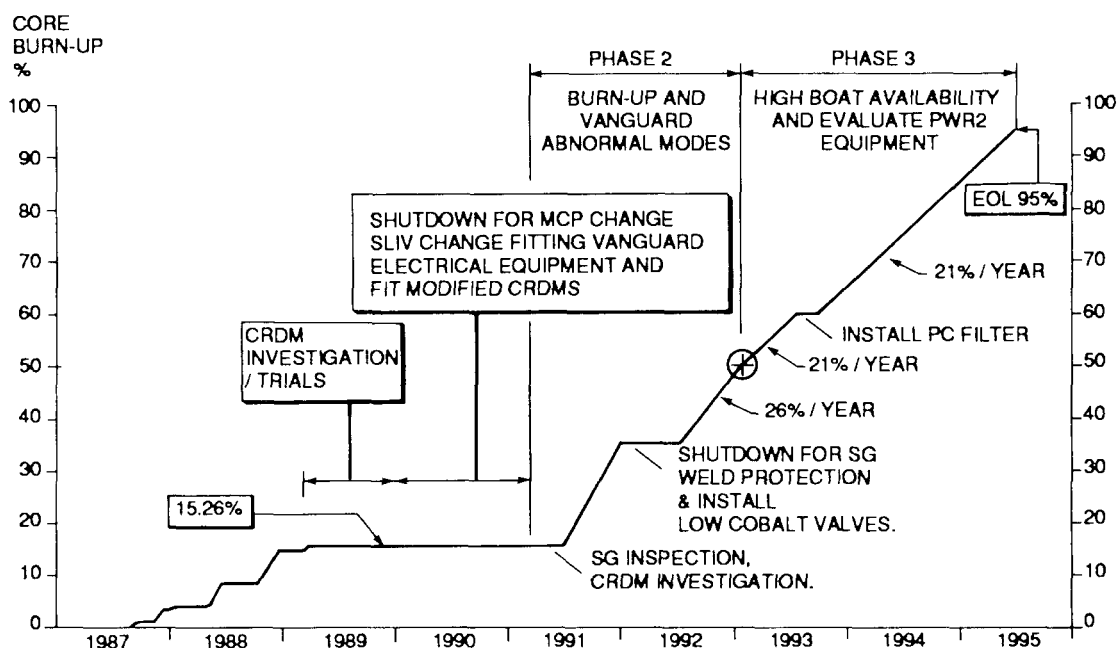 CORE
BURN-UP
%
PHASE 2
PHASE 3
BURN-UP AND
VANGUARD
ABNORMAL MODES
HIGH BOAT AVAILABILITY
AND EVALUATE PWR2
EQUIPMENT
100
90
80
70
60
50
40
30
20
10
0
100
90
80
70
60
50
40
30
20
10
0
EOL 95%
SHUTDOWN FOR MCP CHANGE
SLIV CHANGE FITTING VANGUARD
ELECTRICAL EQUIPMENT AND
FIT MODIFIED CRDMS
CRDM
INVESTIGATION
/ TRIALS
21% / YEAR
INSTALL PC FILTER
21% / YEAR
26% / YEAR
SHUTDOWN FOR SG
WELD PROTECTION
& INSTALL
LOW COBALT VALVES.
15.26%
SG INSPECTION,
CRDM INVESTIGATION.
1987
1988
1989
1990
1991
1992
1993
1994
1995